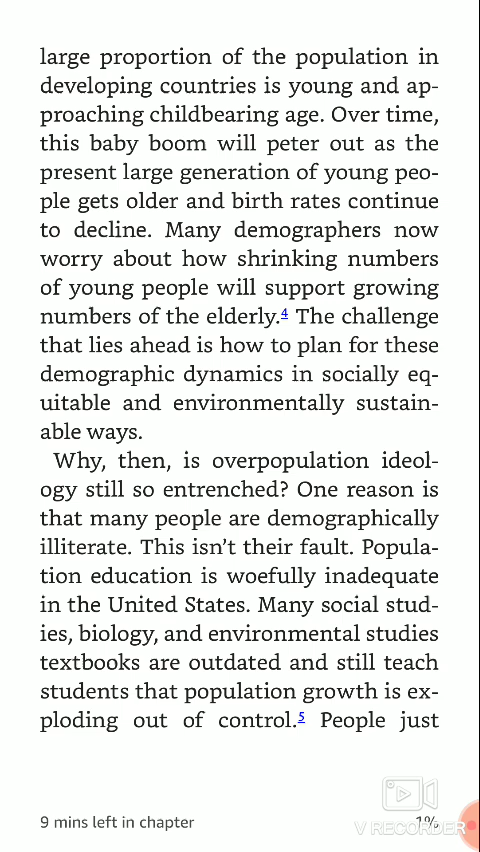 large proportion of the population in
developing countries is young and ap-
proaching childbearing age. Over time,
this baby boom will peter out as the
present large generation of young peo-
ple gets older and birth rates continue
to decline. Many demographers now
worry about how shrinking numbers
of young people will support growing
numbers of the elderly.4 The challenge
that lies ahead is how to plan for these
demographic dynamics in socially eq-
uitable and environmentally sustain-
able ways.
Why, then, is overpopulation ideol-
ogy still so entrenched? One reason is
that many people are demographically
illiterate. This isn’t their fault. Popula-
tion education is woefully inadequate
in the United States. Many social stud-
ies, biology, and environmental studies
textbooks are outdated and still teach
students that population growth is ex-
ploding out of control.5 People just
9 mins left in chapter 1%
V RECORDER